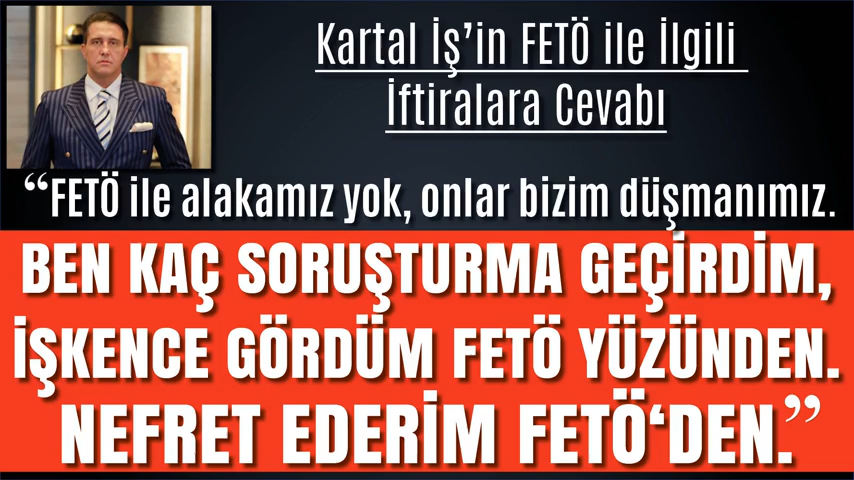 Kartal İş’in FETÖ ile İlgili
İftiralara Cevabı
“FETÖ ile alakamız yok, onlar bizim düşmanımız.
BEN KAÇ SORUŞTURMA GEÇİRDİM,
İŞKENCE GÖRDÜM FETÖ YÜZÜNDEN.
NEFRET EDERİM FETÖ‘DEN.”